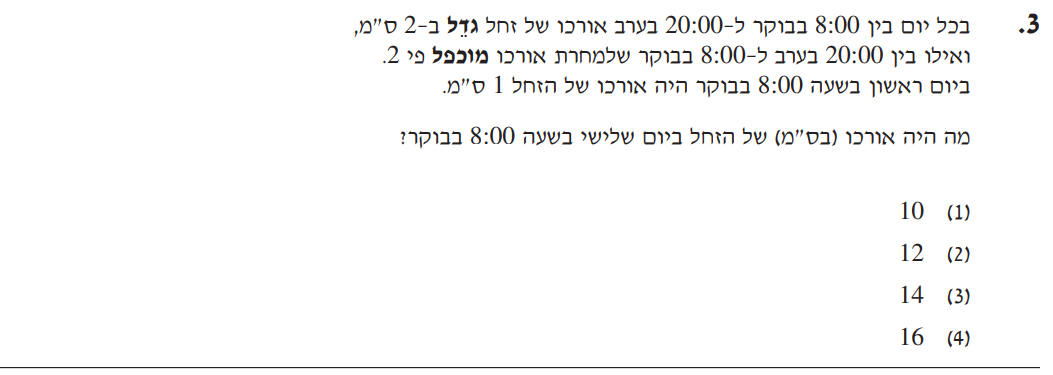 3. בכל יום בין 8:00 בבוקר ל-20:00 בערב אורכו של זחל גדֵל ב-2 ס"מ,
ואילו בין 20:00 בערב ל-8:00 בבוקר שלמחרת אורכו מוכפל פי 2.
ביום ראשון בשעה 8:00 בבוקר היה אורכו של הזחל 1 ס"מ.
מה היה אורכו (בס"מ) של הזחל ביום שלישי בשעה 8:00 בבוקר?
(1) 10
(2) 12
(3) 14
(4) 16